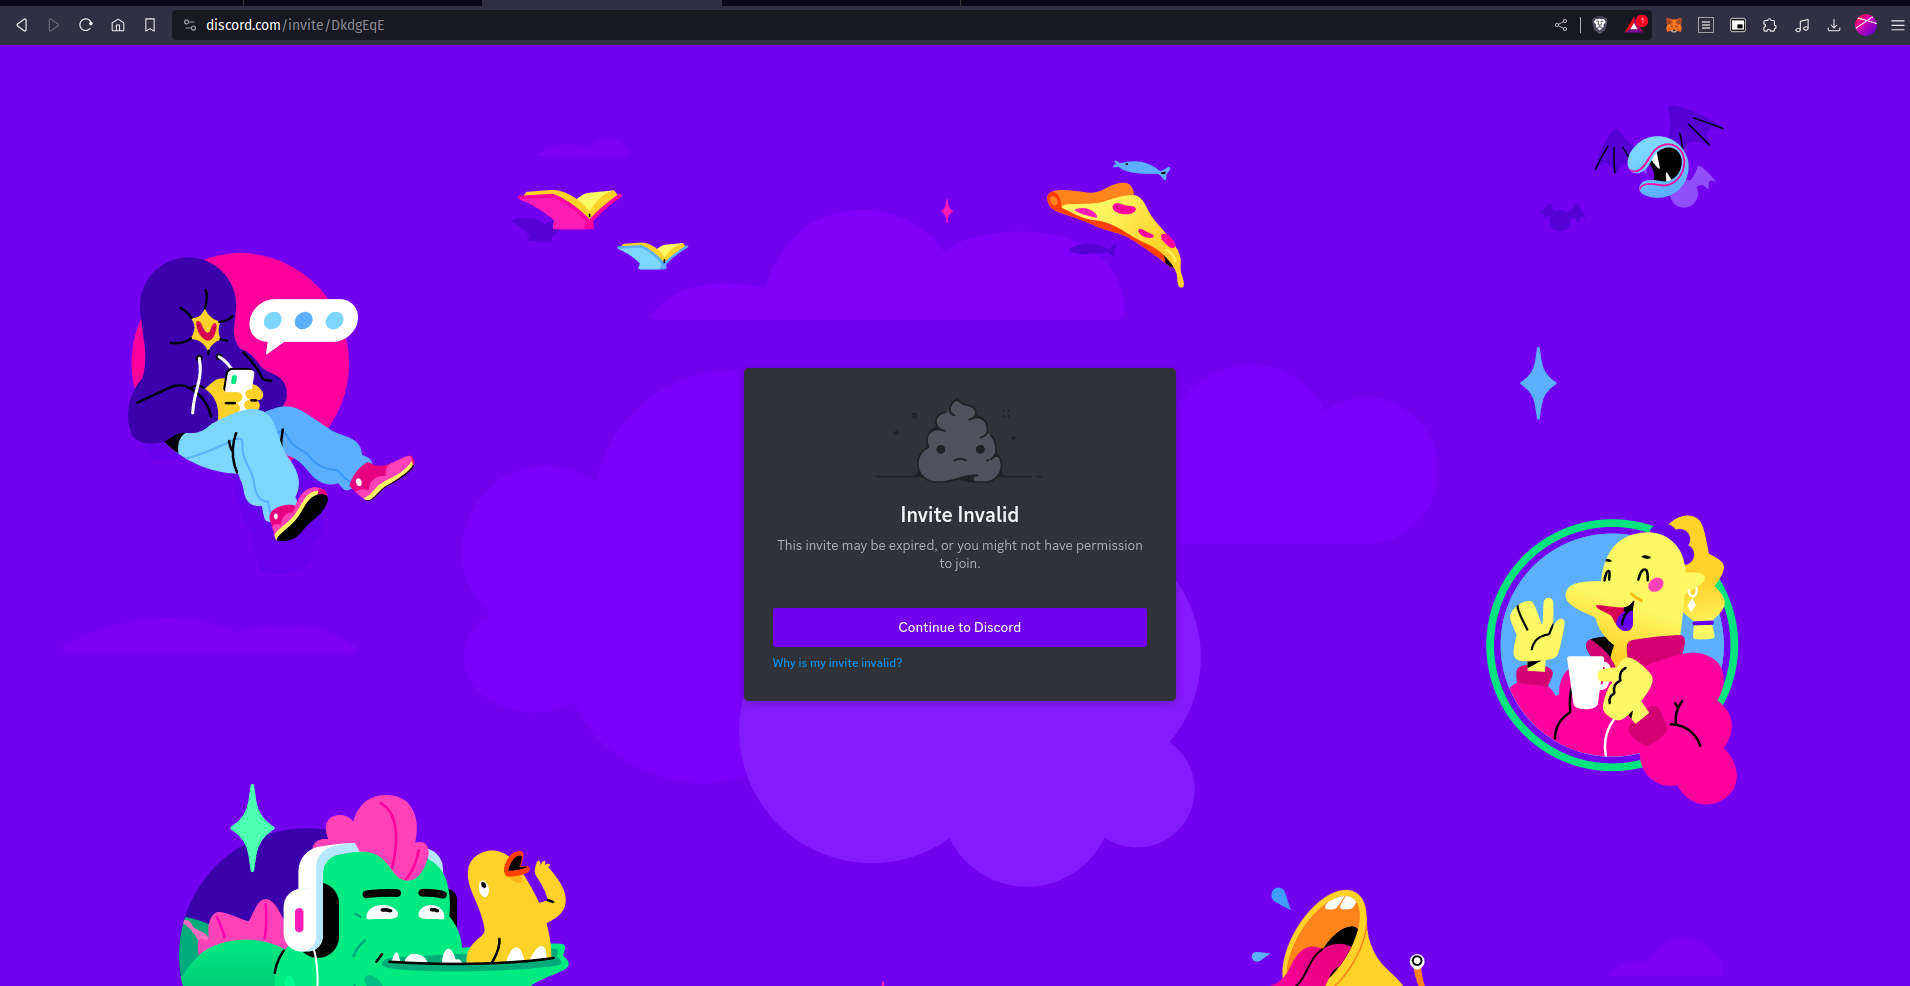 discord.com/invite/DkdgEqE
1
Invite Invalid
This invite may be expired, or you might not have permission
to join.
Continue to Discord
Why is my invite invalid?